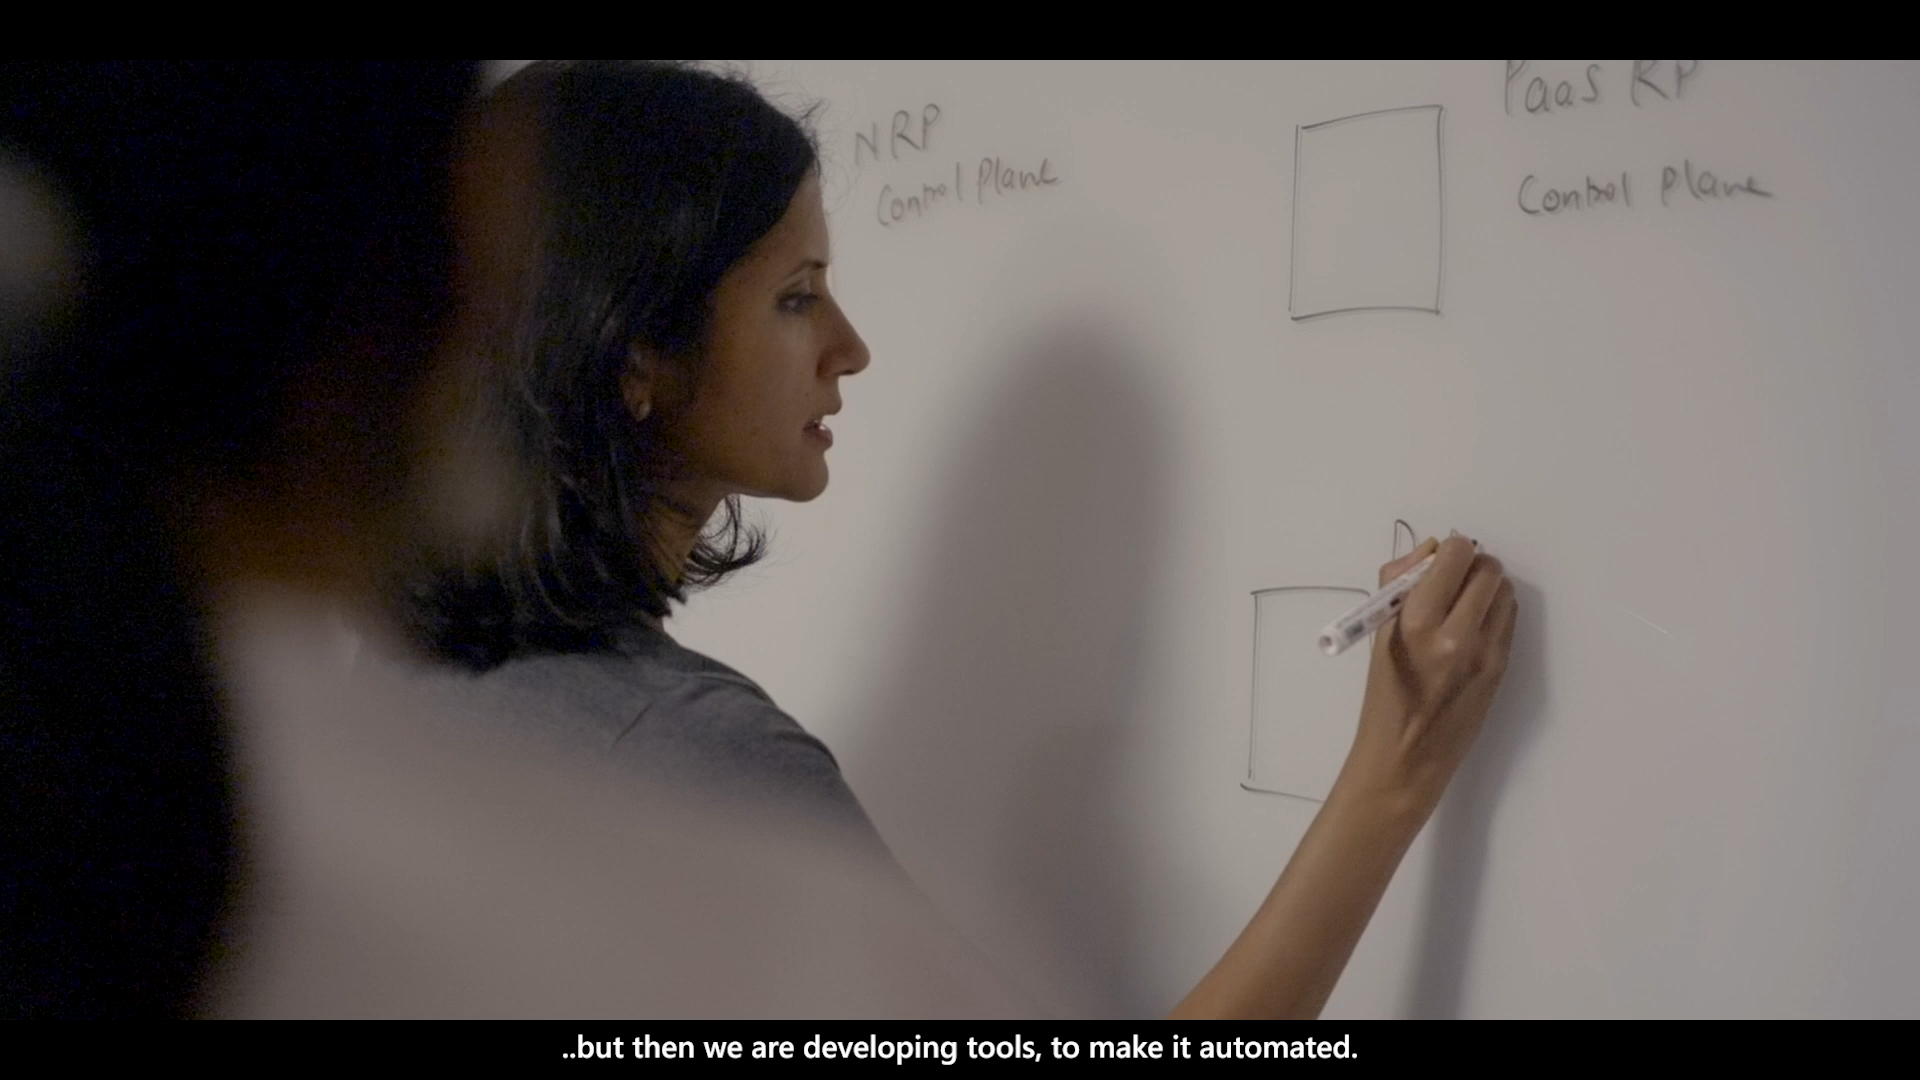 NRP
Control Plane
PaaS RP
Control Plane
..but then we are developing tools, to make it automated.